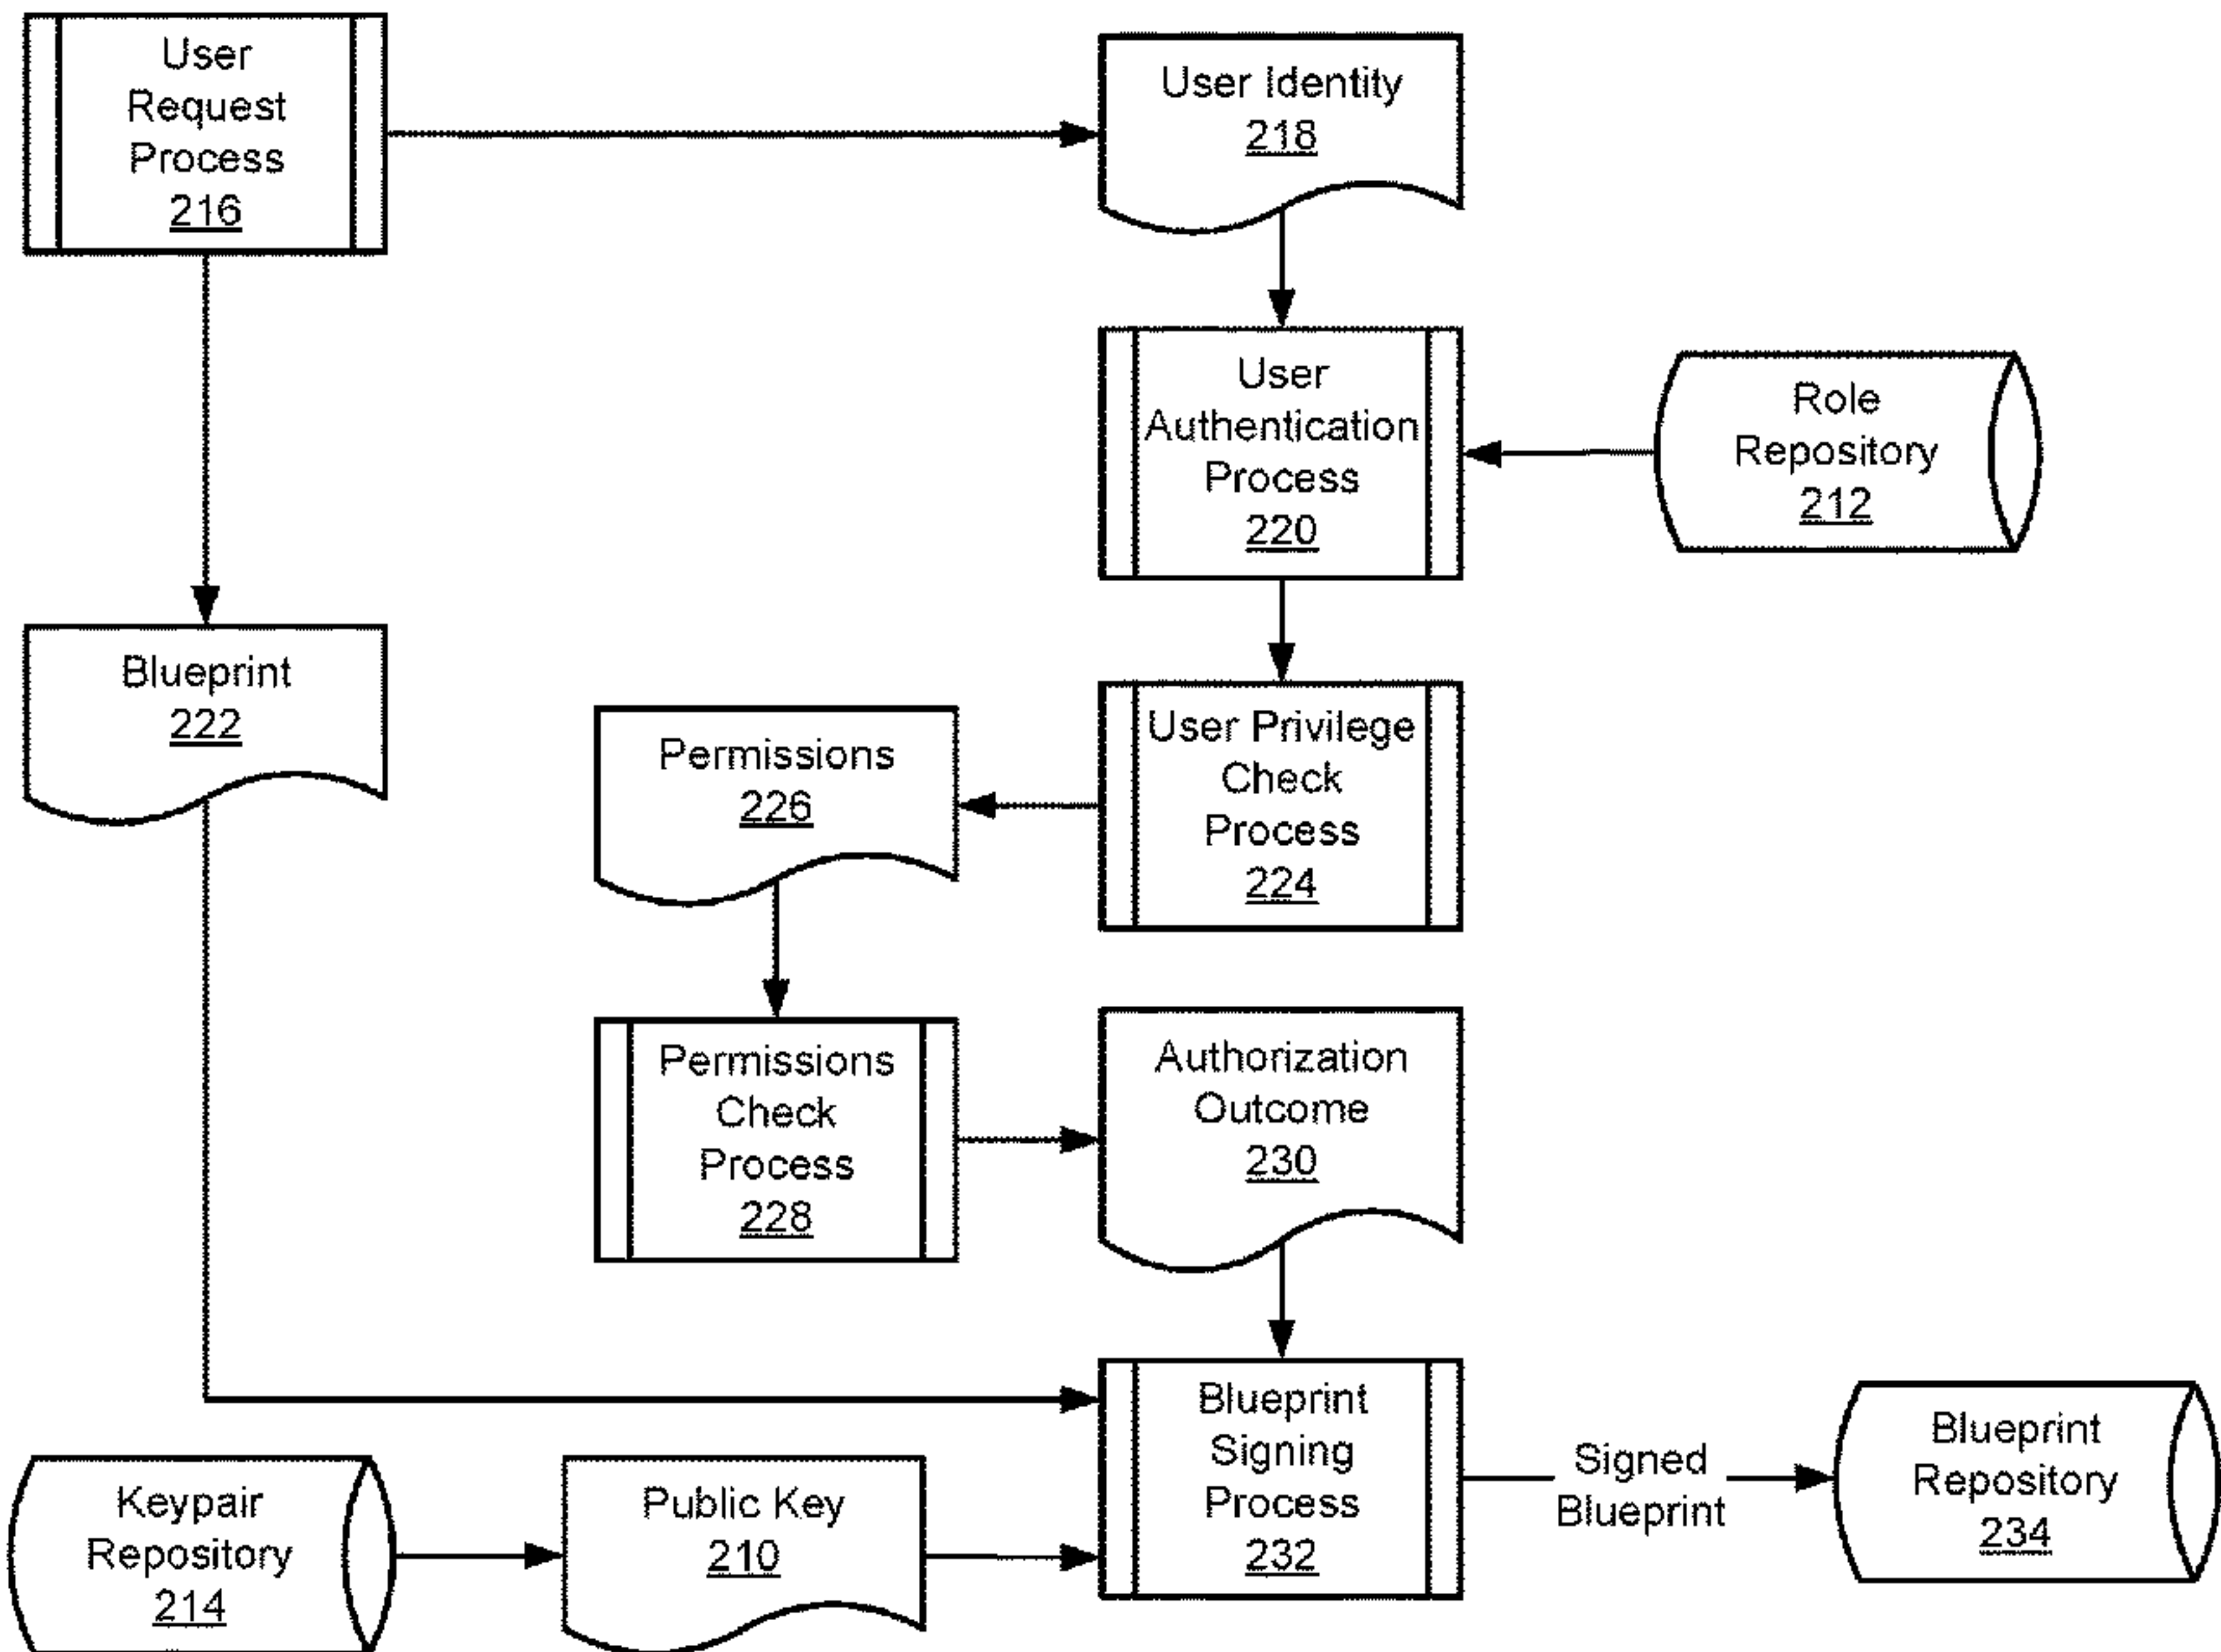 User
Request
Process
216
User Identity
218
User
Authentication
Process
220
Role
Repository
212
Blueprint
222
Permissions
226
User Privilege
Check
Process
224
Permissions
Check
Process
228
Authorization
Outcome
230
Blueprint
Signing
Process
232
Signed
Blueprint
Blueprint
Repository
234
Keypair
Repository
214
Public Key
210